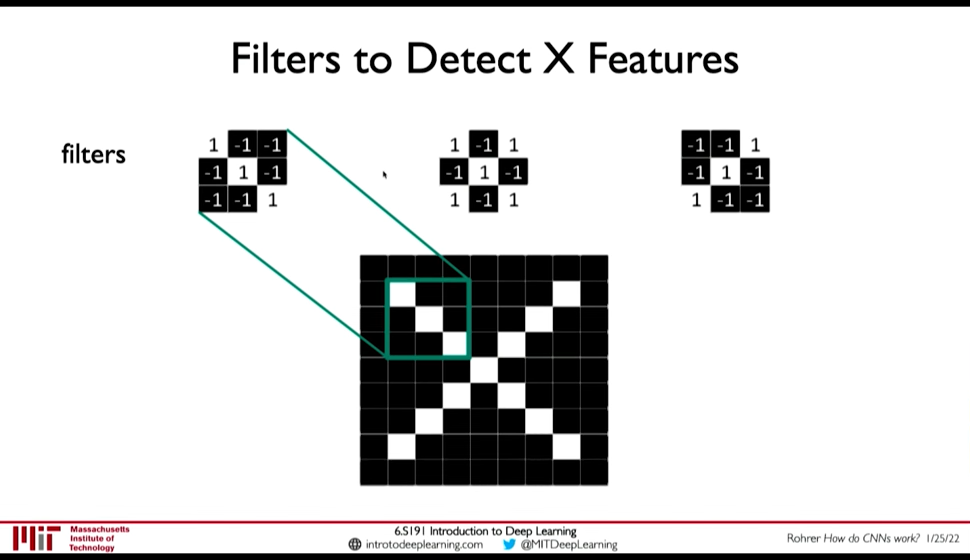 Filters to Detect X Features
filters
1 -1 -1
-1 1 -1
-1 -1 1
1 -1 1
-1 1 -1
1 -1 1
-1 -1 1
-1 1 -1
1 -1 -1
Massachusetts
Institute of
Technology
6.S191 Introduction to Deep Learning
introtodeeplearning.com @MITDeepLearning
Rohrer How do CNNs work? 1/25/22